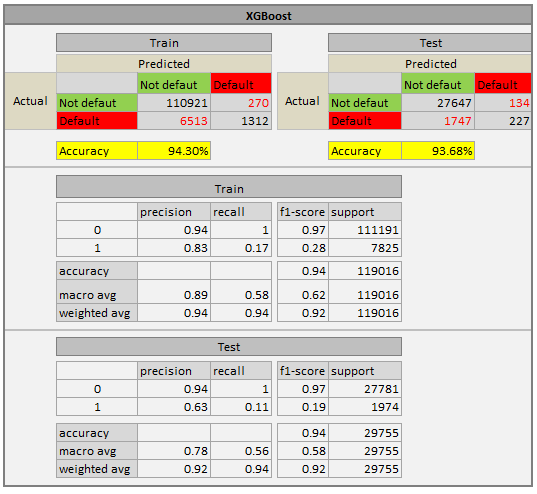 XGBoost
Train Test
Predicted Predicted
Not defaut Default Not defaut Default
Actual Not defaut 110921 270 Actual Not defaut 27647 134
Default 6513 1312 Default 1747 227
Accuracy 94.30% Accuracy 93.68%
Train
precision recall f1-score support
0 0.94 1 0.97 111191
1 0.83 0.17 0.28 7825
accuracy 0.94 119016
macro avg 0.89 0.58 0.62 119016
weighted avg 0.94 0.94 0.92 119016
Test
precision recall f1-score support
0 0.94 1 0.97 27781
1 0.63 0.11 0.19 1974
accuracy 0.94 29755
macro avg 0.78 0.56 0.58 29755
weighted avg 0.92 0.94 0.92 29755